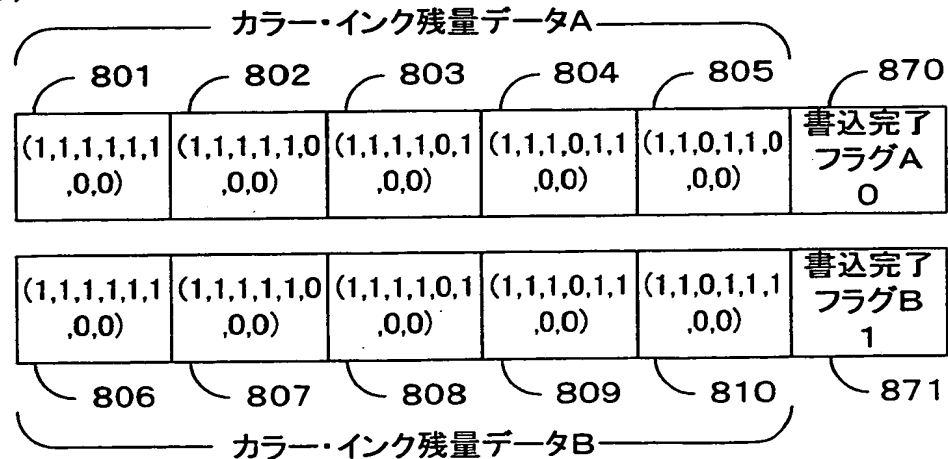 カラー・インク残量データA
801 802 803 804 805 870
(1,1,1,1,1,1 (1,1,1,1,1,0 (1,1,1,1,0,1 (1,1,1,0,1,1 (1,1,0,1,1,0 書込完了
,0,0) ,0,0) ,0,0) ,0,0) ,0,0) フラグA
0
(1,1,1,1,1,1 (1,1,1,1,1,0 (1,1,1,1,0,1 (1,1,1,0,1,1 (1,1,0,1,1,1 書込完了
,0,0) ,0,0) ,0,0) ,0,0) ,0,0) フラグB
1
806 807 808 809 810 871
カラー・インク残量データB